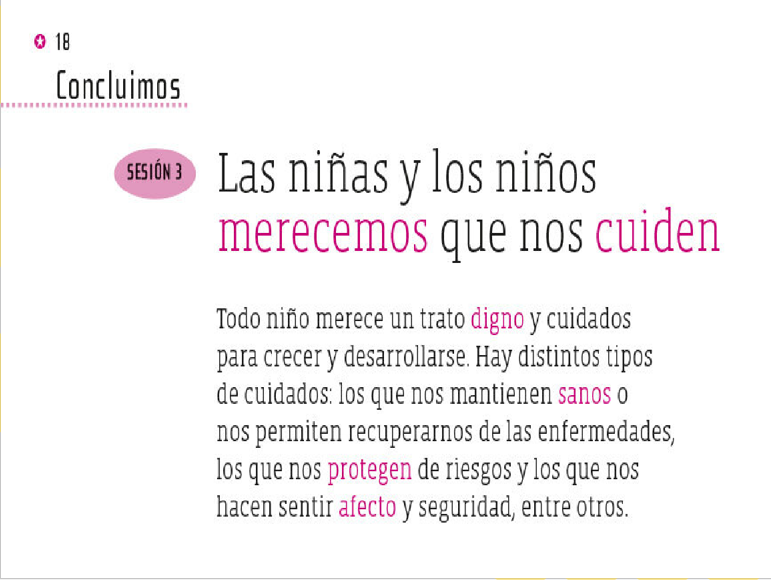 18
Concluimos
SESIÓN 3
Las niñas y los niños
merecemos que nos cuiden
Todo niño merece un trato digno y cuidados
para crecer y desarrollarse. Hay distintos tipos
de cuidados: los que nos mantienen sanos o
nos permiten recuperarnos de las enfermedades,
los que nos protegen de riesgos y los que nos
hacen sentir afecto y seguridad, entre otros.